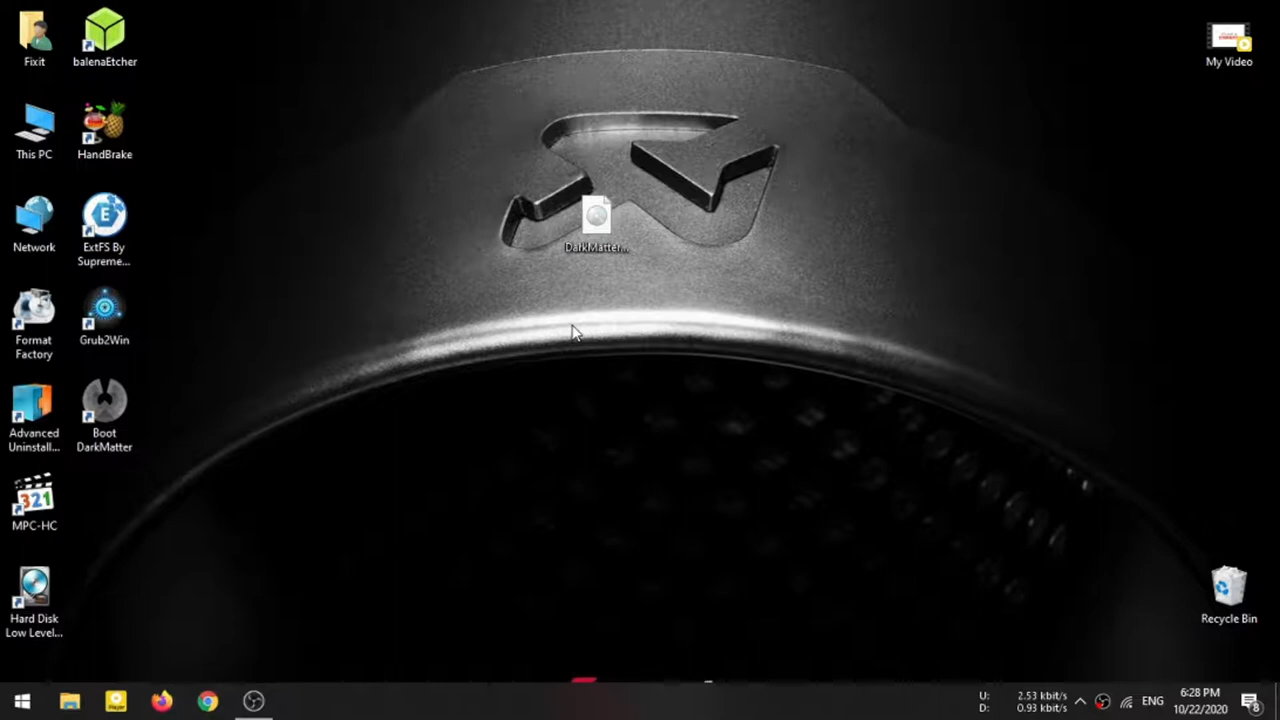 Fixit
balenaEtcher
My Video
This PC
HandBrake
Network
ExtFS By
Supreme...
DarkMatter...
Format
Factory
Grub2Win
Advanced
Uninstall...
Boot
DarkMatter
MPC-HC
321
Hard Disk
Low Level...
Recycle Bin
U: 2.53 kbit/s
D: 0.93 kbit/s
ENG
6:28 PM
10/22/2020
8